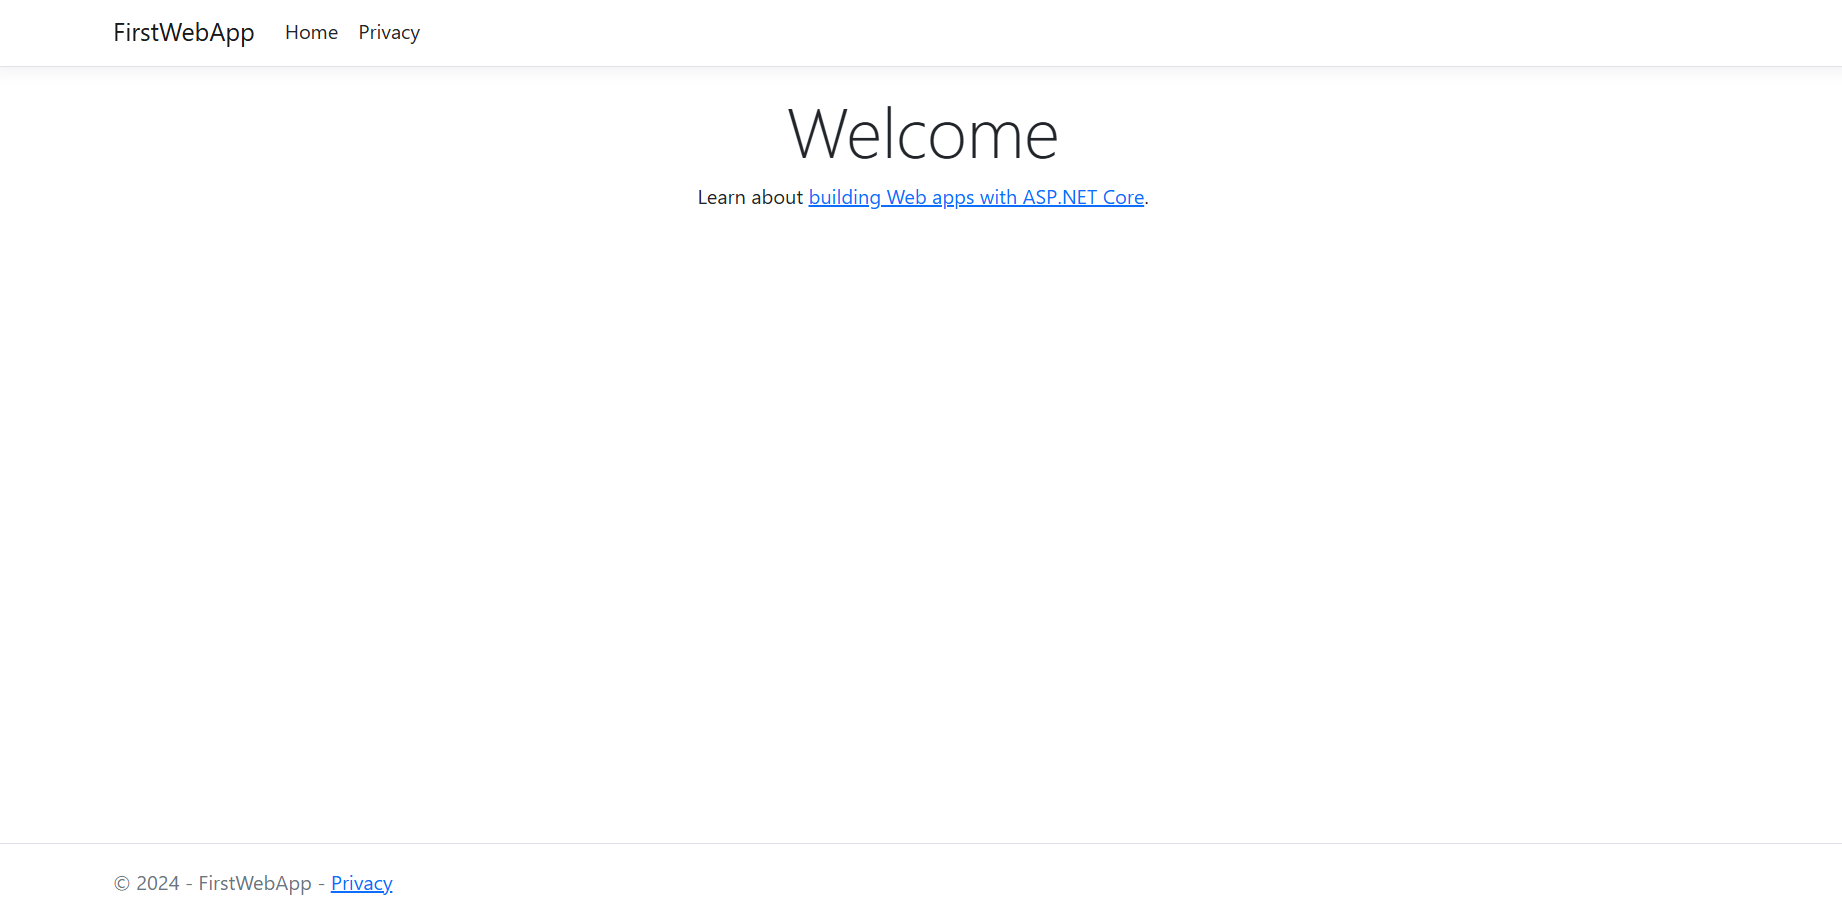 FirstWebApp Home Privacy
Welcome
Learn about building Web apps with ASP.NET Core.
© 2024 - FirstWebApp - Privacy